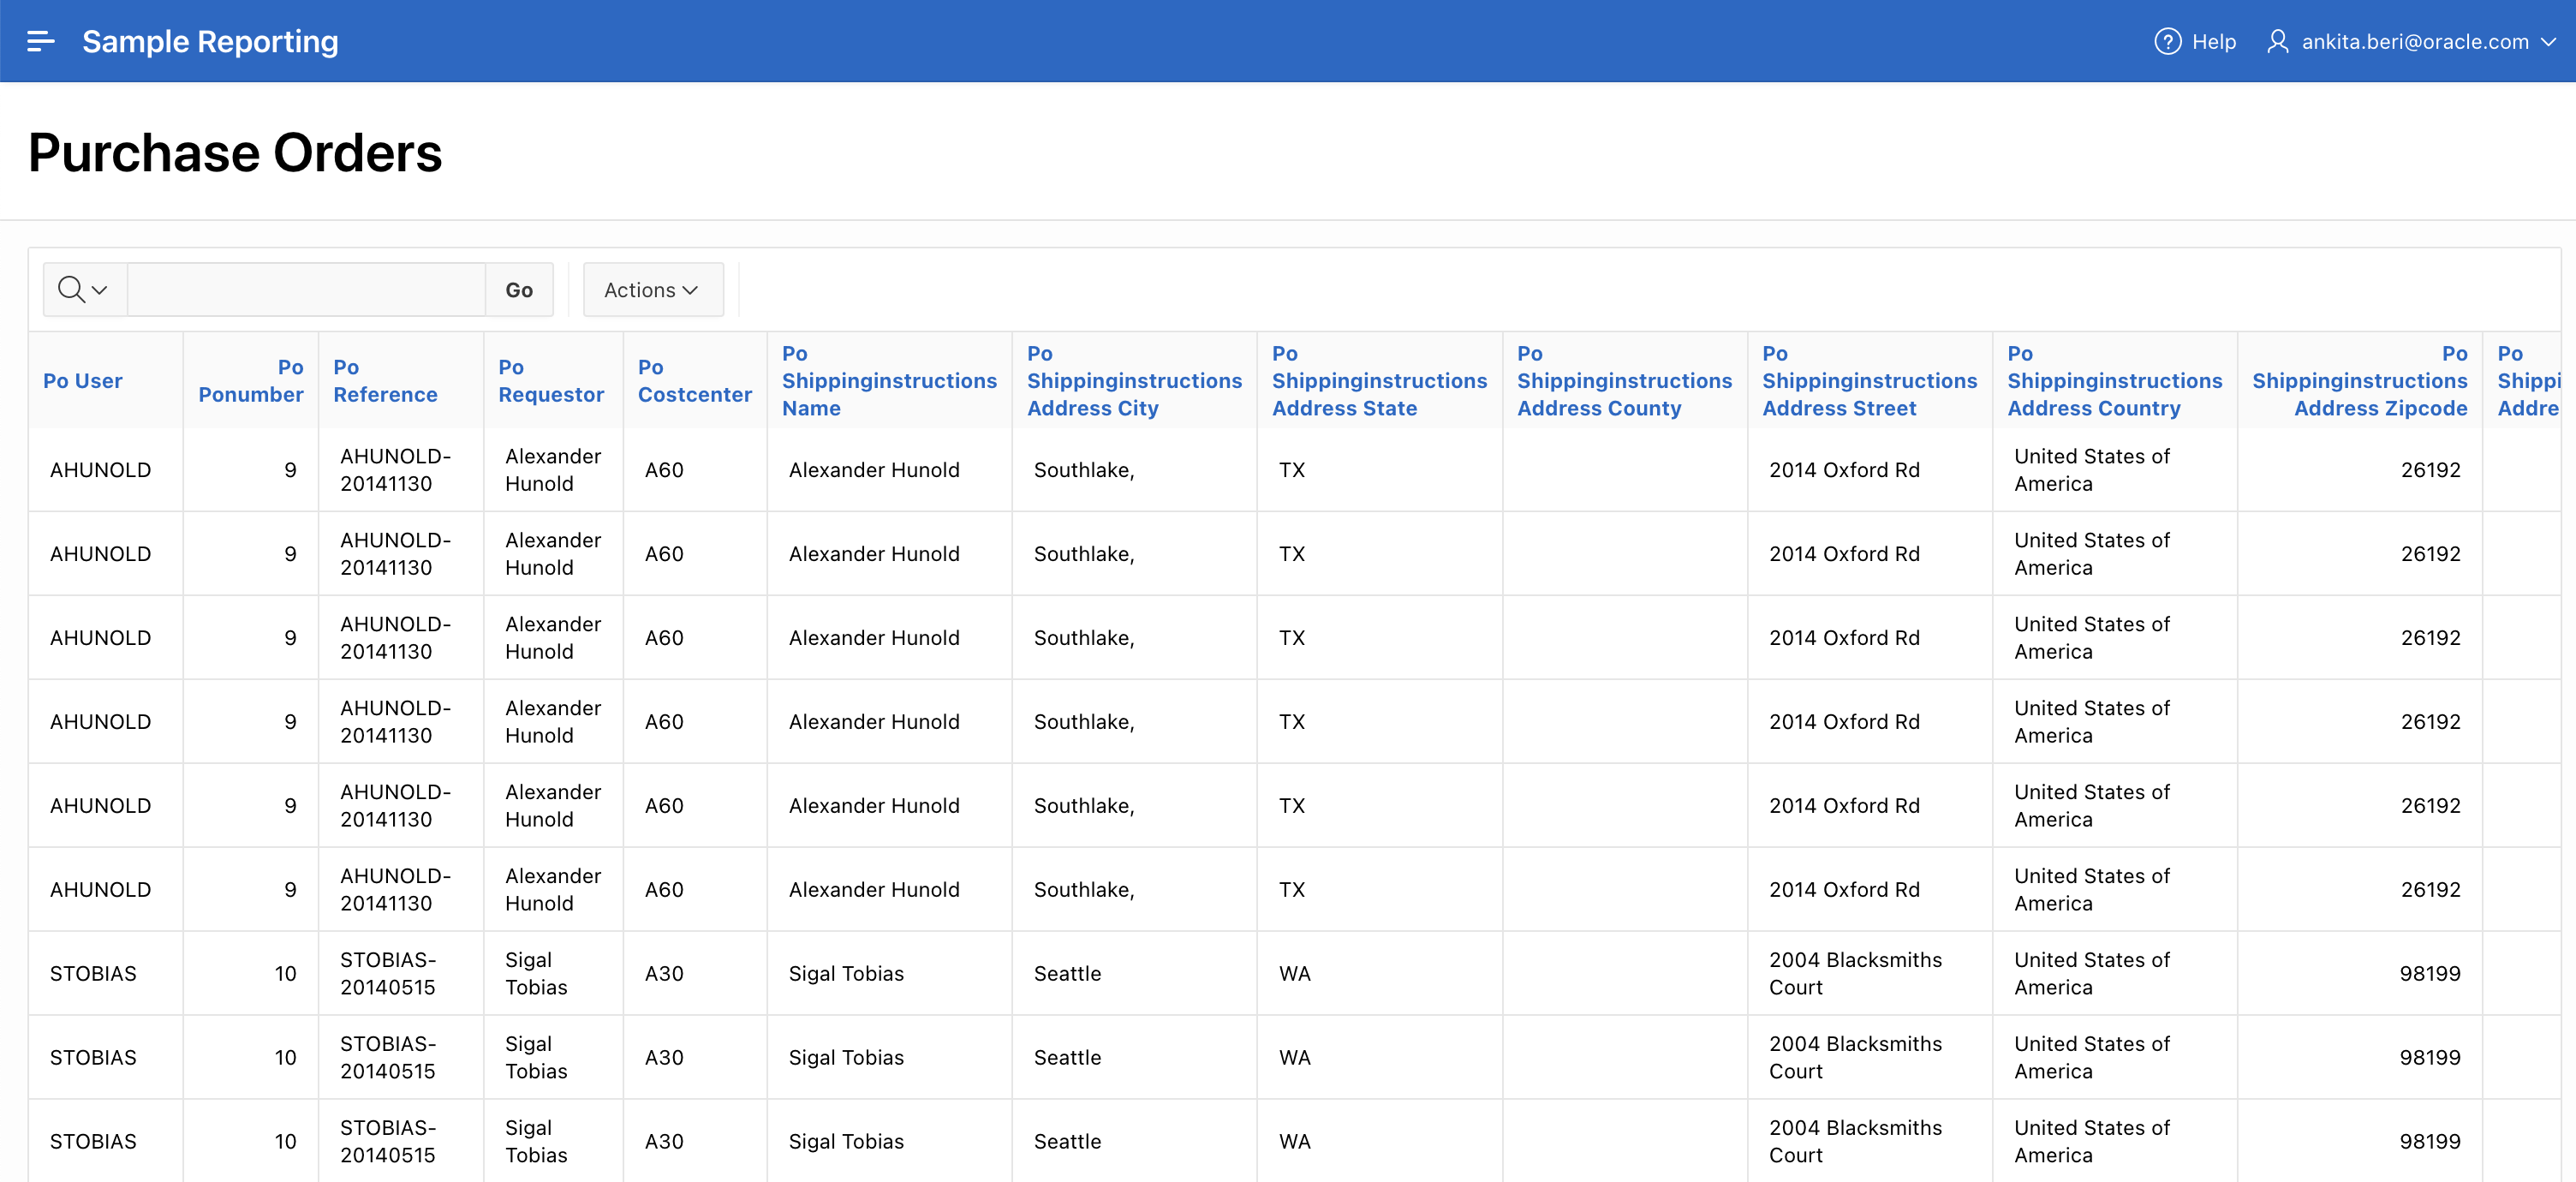 Sample Reporting
Help
ankita.beri@oracle.com
Purchase Orders
Go
Actions
Po User
Po
Ponumber
Po
Reference
Po
Requestor
Po
Costcenter
Po
Shippinginstructions
Name
Po
Shippinginstructions
Address City
Po
Shippinginstructions
Address State
Po
Shippinginstructions
Address County
Po
Shippinginstructions
Address Street
Po
Shippinginstructions
Address Country
Po
Shippinginstructions
Address Zipcode
Po
Shippi
Addre
AHUNOLD
9
AHUNOLD-
20141130
Alexander
Hunold
A60
Alexander Hunold
Southlake,
TX
2014 Oxford Rd
United States of
America
26192
AHUNOLD
9
AHUNOLD-
20141130
Alexander
Hunold
A60
Alexander Hunold
Southlake,
TX
2014 Oxford Rd
United States of
America
26192
AHUNOLD
9
AHUNOLD-
20141130
Alexander
Hunold
A60
Alexander Hunold
Southlake,
TX
2014 Oxford Rd
United States of
America
26192
AHUNOLD
9
AHUNOLD-
20141130
Alexander
Hunold
A60
Alexander Hunold
Southlake,
TX
2014 Oxford Rd
United States of
America
26192
AHUNOLD
9
AHUNOLD-
20141130
Alexander
Hunold
A60
Alexander Hunold
Southlake,
TX
2014 Oxford Rd
United States of
America
26192
AHUNOLD
9
AHUNOLD-
20141130
Alexander
Hunold
A60
Alexander Hunold
Southlake,
TX
2014 Oxford Rd
United States of
America
26192
STOBIAS
10
STOBIAS-
20140515
Sigal
Tobias
A30
Sigal Tobias
Seattle
WA
2004 Blacksmiths
Court
United States of
America
98199
STOBIAS
10
STOBIAS-
20140515
Sigal
Tobias
A30
Sigal Tobias
Seattle
WA
2004 Blacksmiths
Court
United States of
America
98199
STOBIAS
10
STOBIAS-
20140515
Sigal
Tobias
A30
Sigal Tobias
Seattle
WA
2004 Blacksmiths
Court
United States of
America
98199